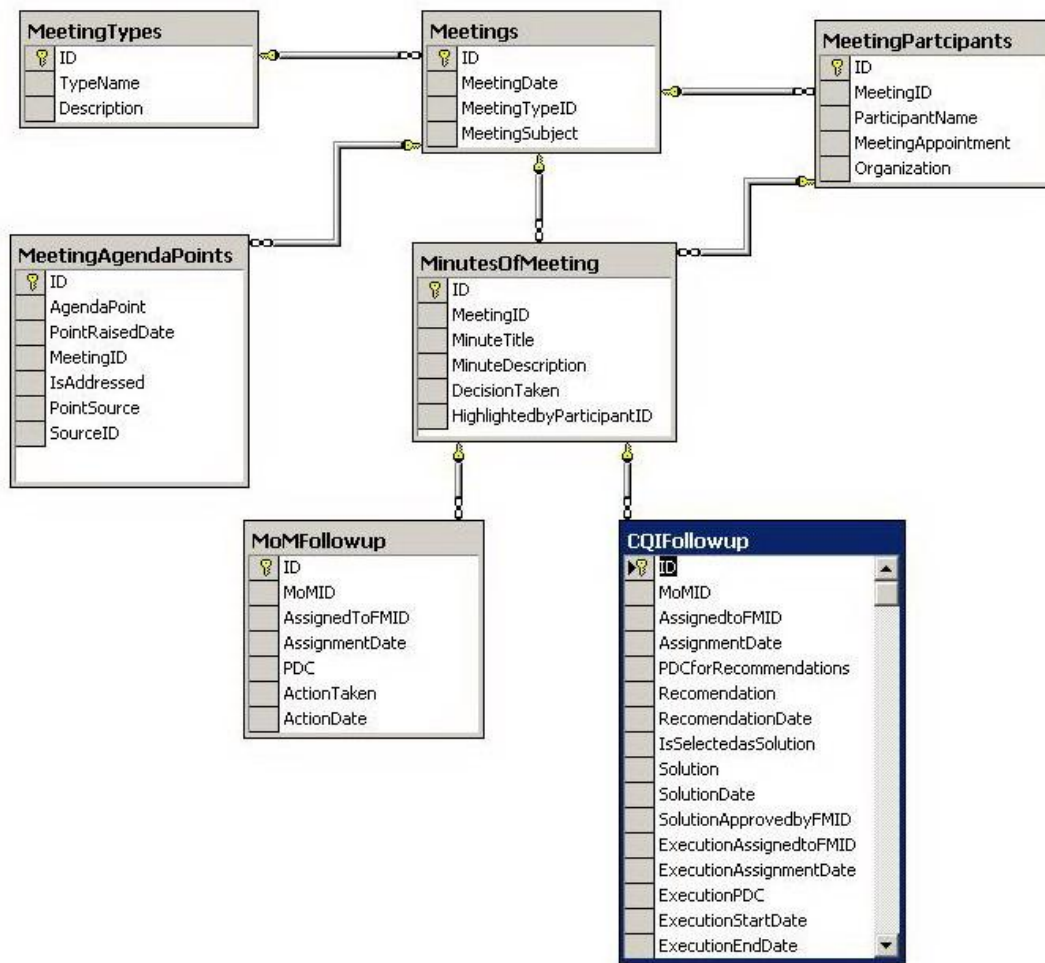 MeetingTypes
ID
TypeName
Description
Meetings
ID
MeetingDate
MeetingTypeID
MeetingSubject
MeetingPartcipants
ID
MeetingID
ParticipantName
MeetingAppointment
Organization
MeetingAgendaPoints
ID
AgendaPoint
PointRaisedDate
MeetingID
IsAddressed
PointSource
SourceID
MinutesOfMeeting
ID
MeetingID
MinuteTitle
MinuteDescription
DecisionTaken
HighlightedbyParticipantID
MoMFollowup
ID
MoMID
AssignedToFMID
AssignmentDate
PDC
ActionTaken
ActionDate
CQIFollowup
ID
MoMID
AssignedtoFMID
AssignmentDate
PDCforRecommendations
Recomendation
RecomendationDate
IsSelectedasSolution
Solution
SolutionDate
SolutionApprovedbyFMID
ExecutionAssignedtoFMID
ExecutionAssignmentDate
ExecutionPDC
ExecutionStartDate
ExecutionEndDate